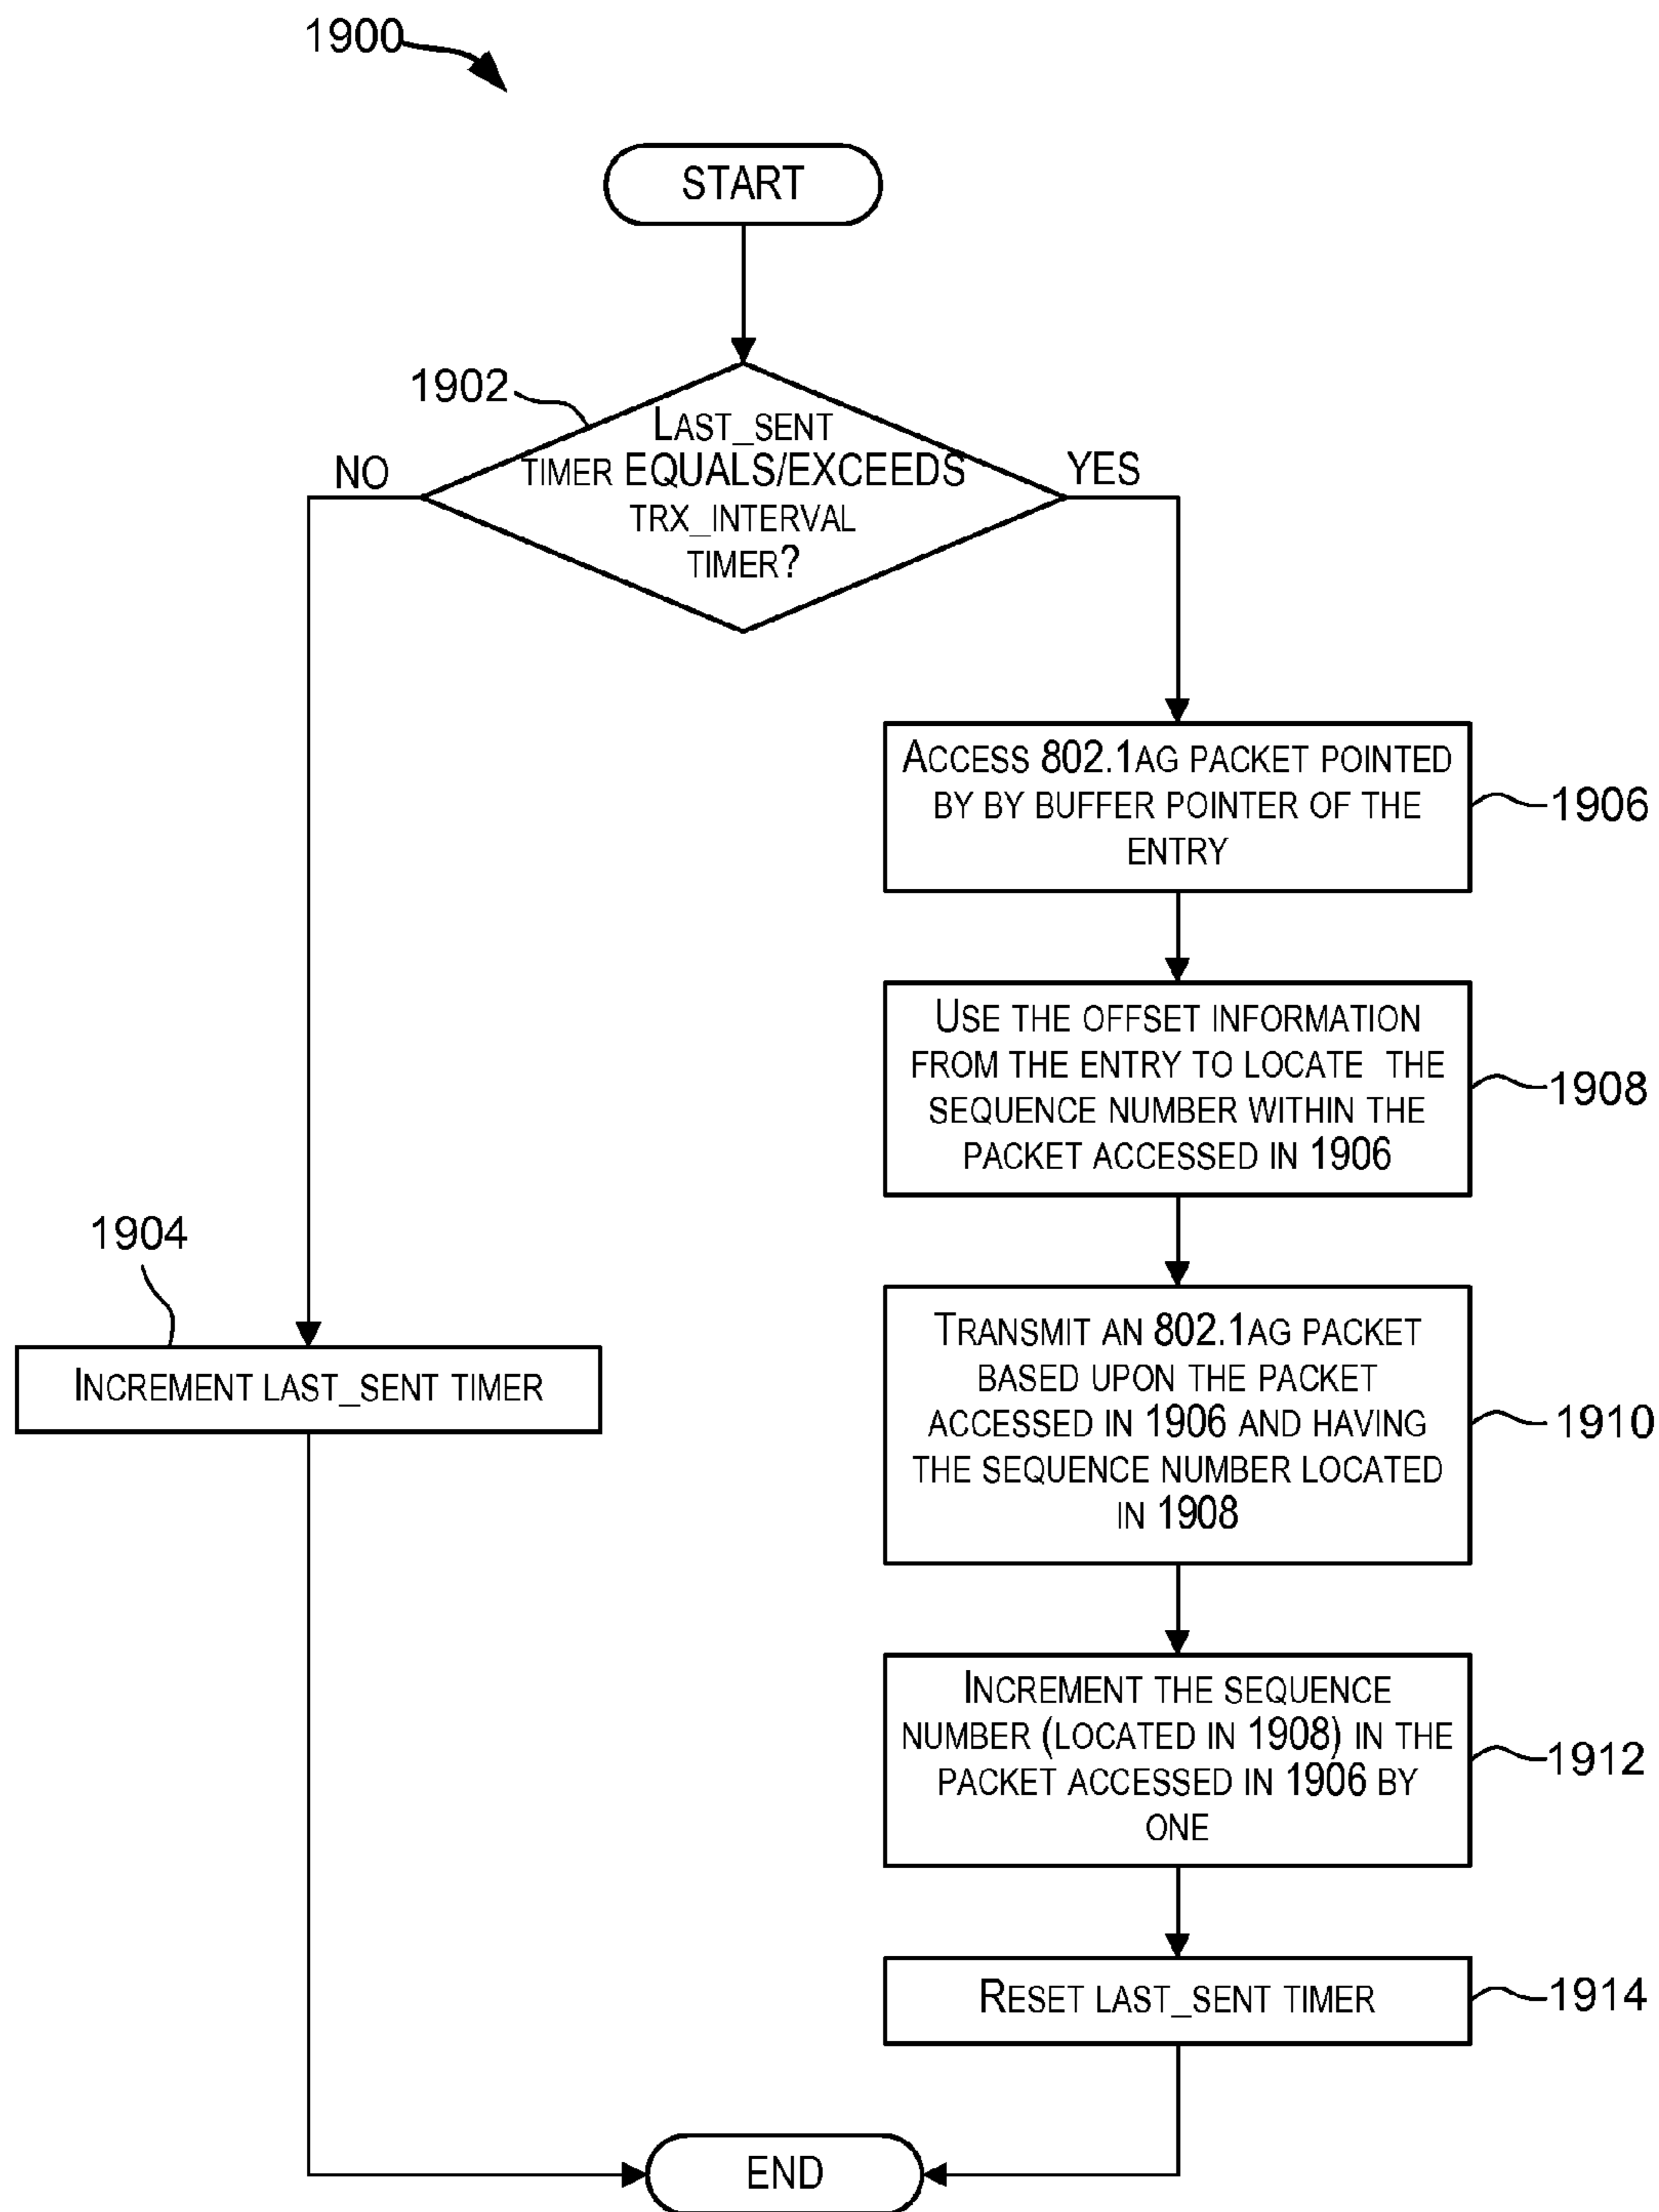 1900
START
1902
LAST_SENT
TIMER EQUALS/EXCEEDS
TRX_INTERVAL
TIMER?
NO
YES
ACCESS 802.1AG PACKET POINTED
BY BY BUFFER POINTER OF THE
ENTRY
1906
USE THE OFFSET INFORMATION
FROM THE ENTRY TO LOCATE THE
SEQUENCE NUMBER WITHIN THE
PACKET ACCESSED IN 1906
1908
1904
INCREMENT LAST_SENT TIMER
TRANSMIT AN 802.1AG PACKET
BASED UPON THE PACKET
ACCESSED IN 1906 AND HAVING
THE SEQUENCE NUMBER LOCATED
IN 1908
1910
INCREMENT THE SEQUENCE
NUMBER (LOCATED IN 1908) IN THE
PACKET ACCESSED IN 1906 BY
ONE
1912
RESET LAST_SENT TIMER
1914
END